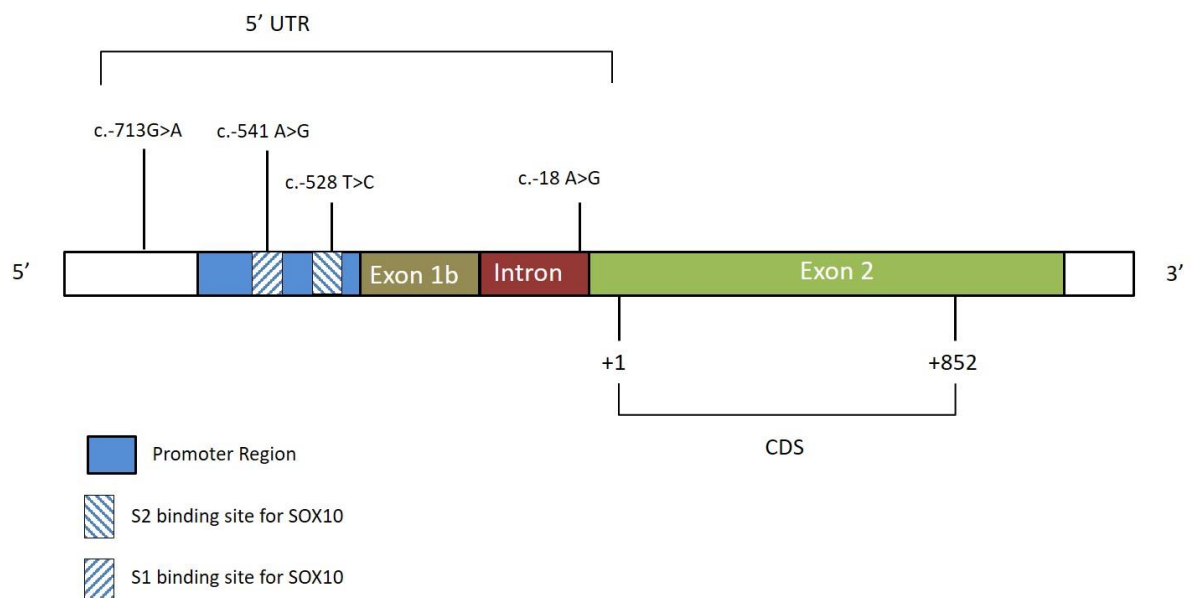 5’ UTR
c.-713G>A
c.-541 A>G
c.-528 T>C
c.-18 A>G
5’
Exon 1b
Intron
Exon 2
3’
+1
+852
CDS
Promoter Region
S2 binding site for SOX10
S1 binding site for SOX10